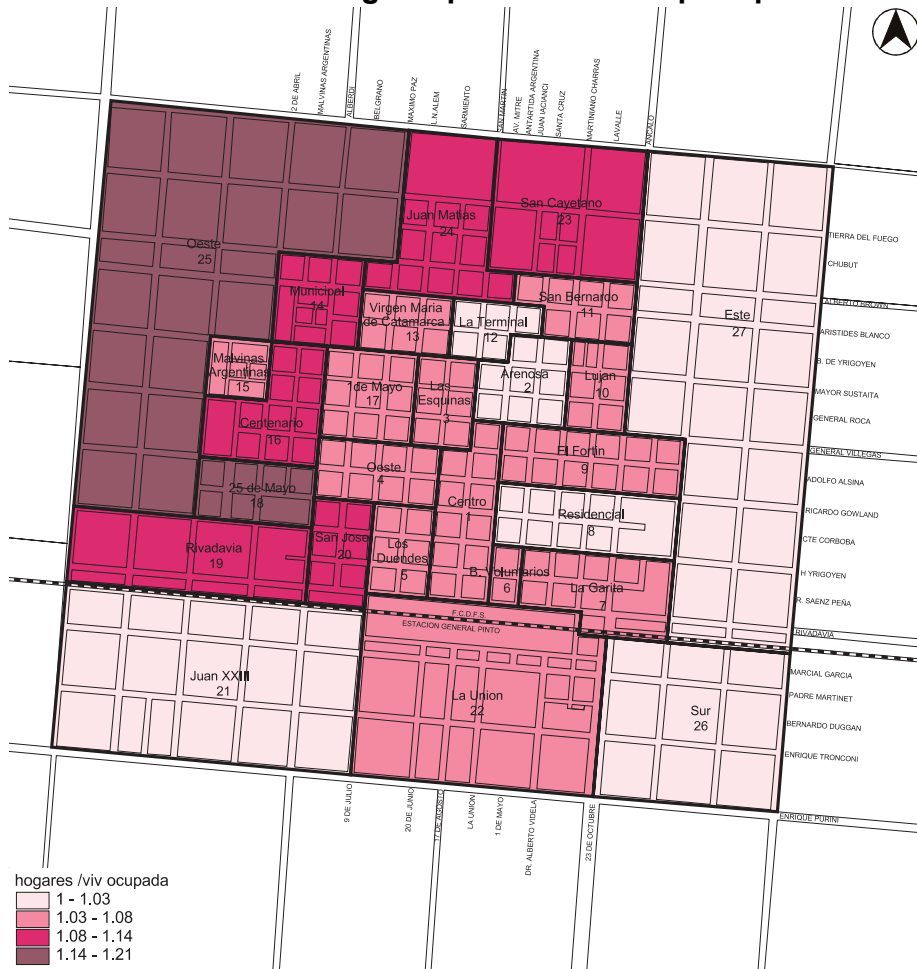 2 DE ABRIL
MALVINAS ARGENTINAS
ALBERDI
BELGRANO
MAXIMO PAZ
L.N.ALEM
SARMIENTO
SAN MARTIN
AV. MITRE
ANTARTIDA ARGENTINA
JUAN IACIANCI
SANTA CRUZ
MARTINIANO CHARRAS
LAVALLE
ANCALO
San Cayetano
23
Juan Matias
24
Oeste
25
TIERRA DEL FUEGO
CHUBUT
ALBERTO BROWN
ARISTIDES BLANCO
B. DE YRIGOYEN
MAYOR SUSTAITA
GENERAL ROCA
GENERAL VILLEGAS
ADOLFO ALSINA
RICARDO GOWLAND
CTE CORBOBA
H YRIGOYEN
R. SAENZ PEÑA
RIVADAVIA
MARCIAL GARCIA
PADRE MARTINET
BERNARDO DUGGAN
ENRIQUE TRONCONI
ENRIQUE PURINI
Municipal
14
San Bernardo
11
Virgen Maria
de Catamarca
13
La Terminal
12
Este
27
Malvinas
Argentinas
15
1de Mayo
17
Las
Esquinas
3
Arenosa
2
Lujan
10
Centenario
16
El Fortin
9
Oeste
4
25 de Mayo
18
Centro
1
Residencial
8
San Jose
20
Los
Duendes
5
Rivadavia
19
B. Voluntarios
6
La Garita
7
F.C.D.F.S.
ESTACION GENERAL PINTO
Juan XXIII
21
La Union
22
Sur
26
9 DE JULIO
20 DE JUNIO
17 DE AGOSTO
LA UNION
1 DE MAYO
DR. ALBERTO VIDELA
23 DE OCTUBRE
hogares /viv ocupada
1 - 1.03
1.03 - 1.08
1.08 - 1.14
1.14 - 1.21